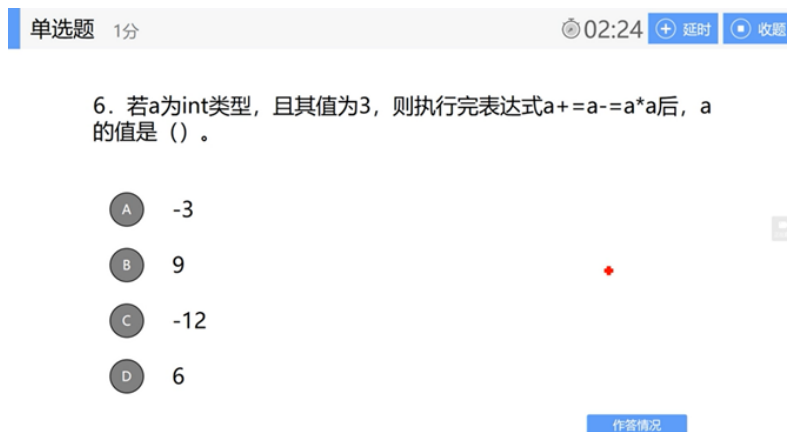 单选题 1分 02:24 延时 收题
6. 若a为int类型，且其值为3，则执行完表达式a+=a-=a*a后，a
的值是（）。
A -3
B 9
C -12
D 6
作答情况